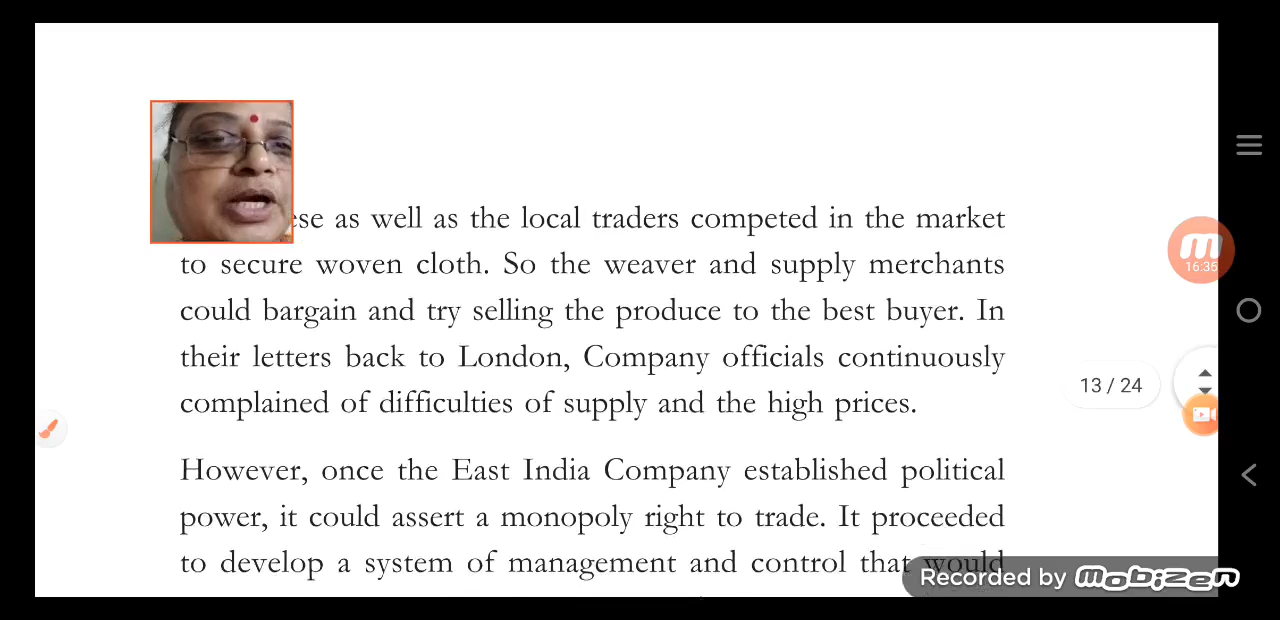 ese as well as the local traders competed in the market
to secure woven cloth. So the weaver and supply merchants
could bargain and try selling the produce to the best buyer. In
16:36
their letters back to London, Company officials continuously
13 / 24
complained of difficulties of supply and the high prices.
However, once the East India Company established political
power, it could assert a monopoly right to trade. It proceeded
to develop a system of management and control that would
Recorded by mobizen